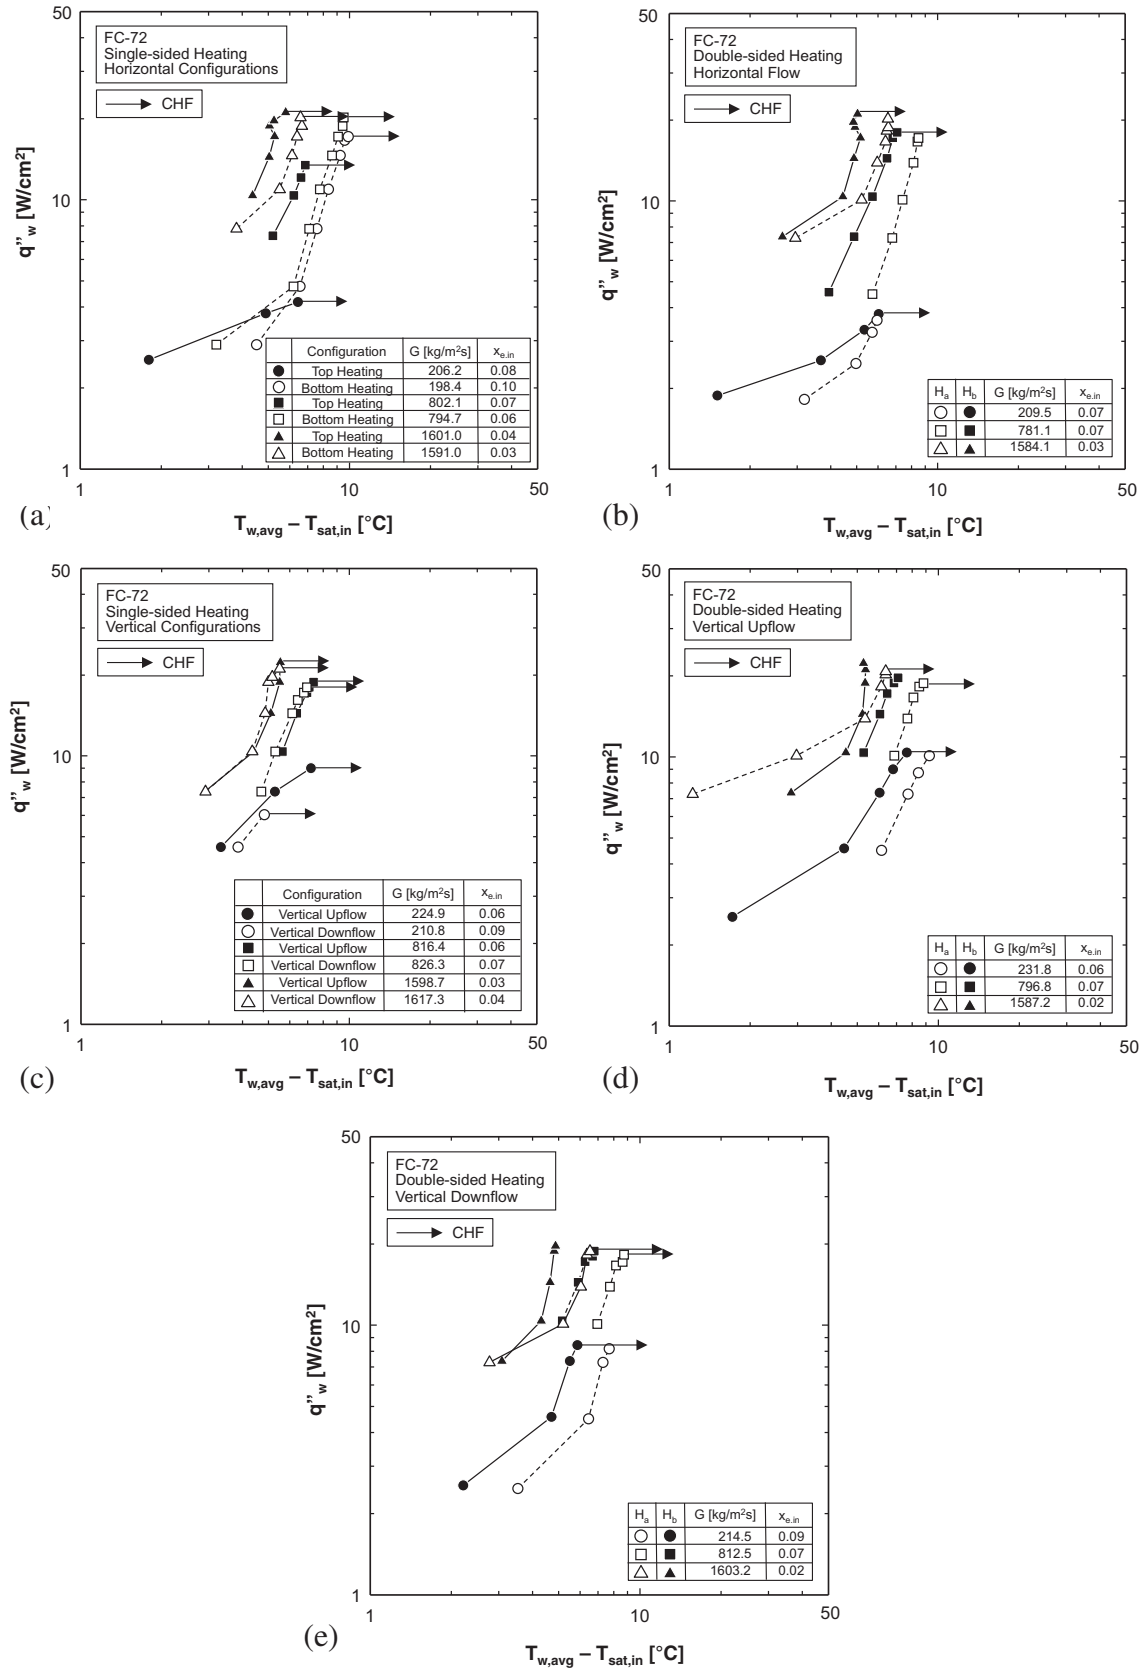 50
FC-72
Single-sided Heating
Horizontal Configurations
CHF
10
q”w [W/cm2]
Configuration G [kg/m2s] xe.in
Top Heating 206.2 0.08
Bottom Heating 198.4 0.10
Top Heating 802.1 0.07
Bottom Heating 794.7 0.06
Top Heating 1601.0 0.04
Bottom Heating 1591.0 0.03
1
1 10 50
(a)
Tw,avg – Tsat,in [°C]
50
FC-72
Double-sided Heating
Horizontal Flow
CHF
10
q”w [W/cm2]
Ha Hb G [kg/m2s] xe.in
209.5 0.07
781.1 0.07
1584.1 0.03
1
1 10 50
(b)
Tw,avg – Tsat,in [°C]
50
FC-72
Single-sided Heating
Vertical Configurations
CHF
10
q”w [W/cm2]
Configuration G [kg/m2s] xe.in
Vertical Upflow 224.9 0.06
Vertical Downflow 210.8 0.09
Vertical Upflow 816.4 0.06
Vertical Downflow 826.3 0.07
Vertical Upflow 1598.7 0.03
Vertical Downflow 1617.3 0.04
1
1 10 50
(c)
Tw,avg – Tsat,in [°C]
50
FC-72
Double-sided Heating
Vertical Upflow
CHF
10
q”w [W/cm2]
Ha Hb G [kg/m2s] xe.in
231.8 0.06
796.8 0.07
1587.2 0.02
1
1 10 50
(d)
Tw,avg – Tsat,in [°C]
50
FC-72
Double-sided Heating
Vertical Downflow
CHF
10
q”w [W/cm2]
Ha Hb G [kg/m2s] xe.in
214.5 0.09
812.5 0.07
1603.2 0.02
1
1 10 50
(e)
Tw,avg – Tsat,in [°C]